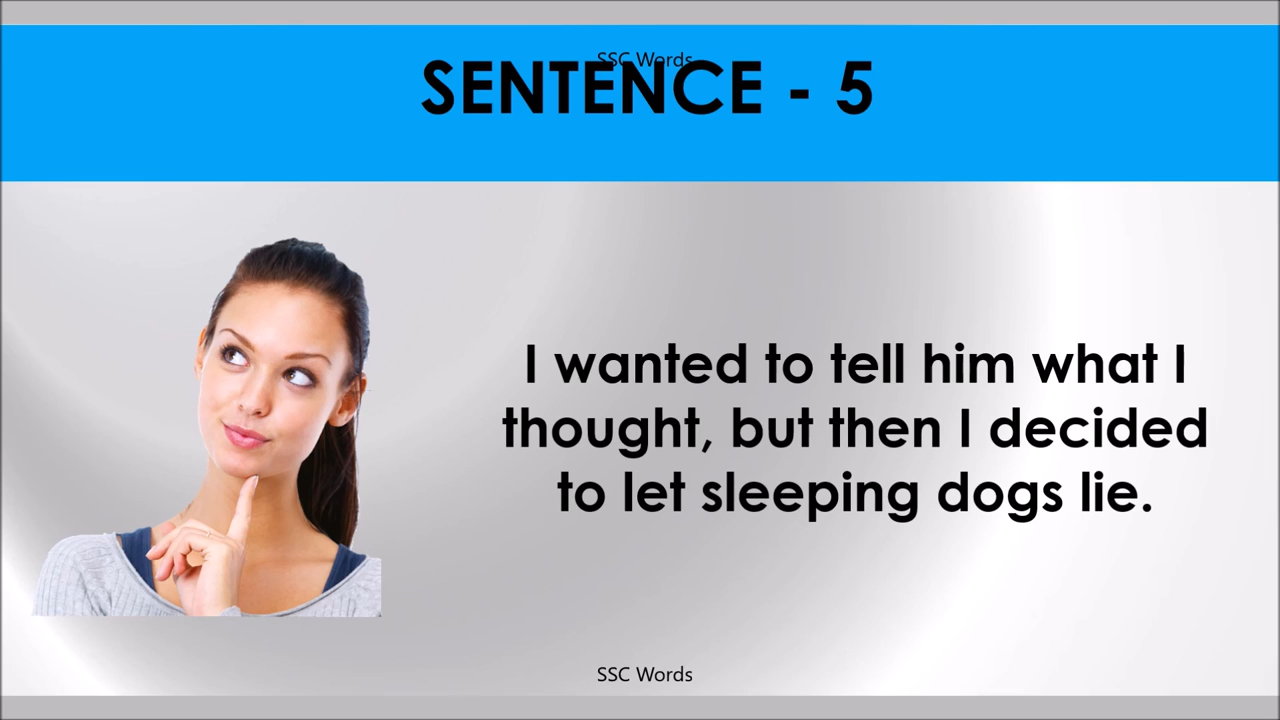 SSC Words
SENTENCE - 5
I wanted to tell him what I
thought, but then I decided
to let sleeping dogs lie.
SSC Words